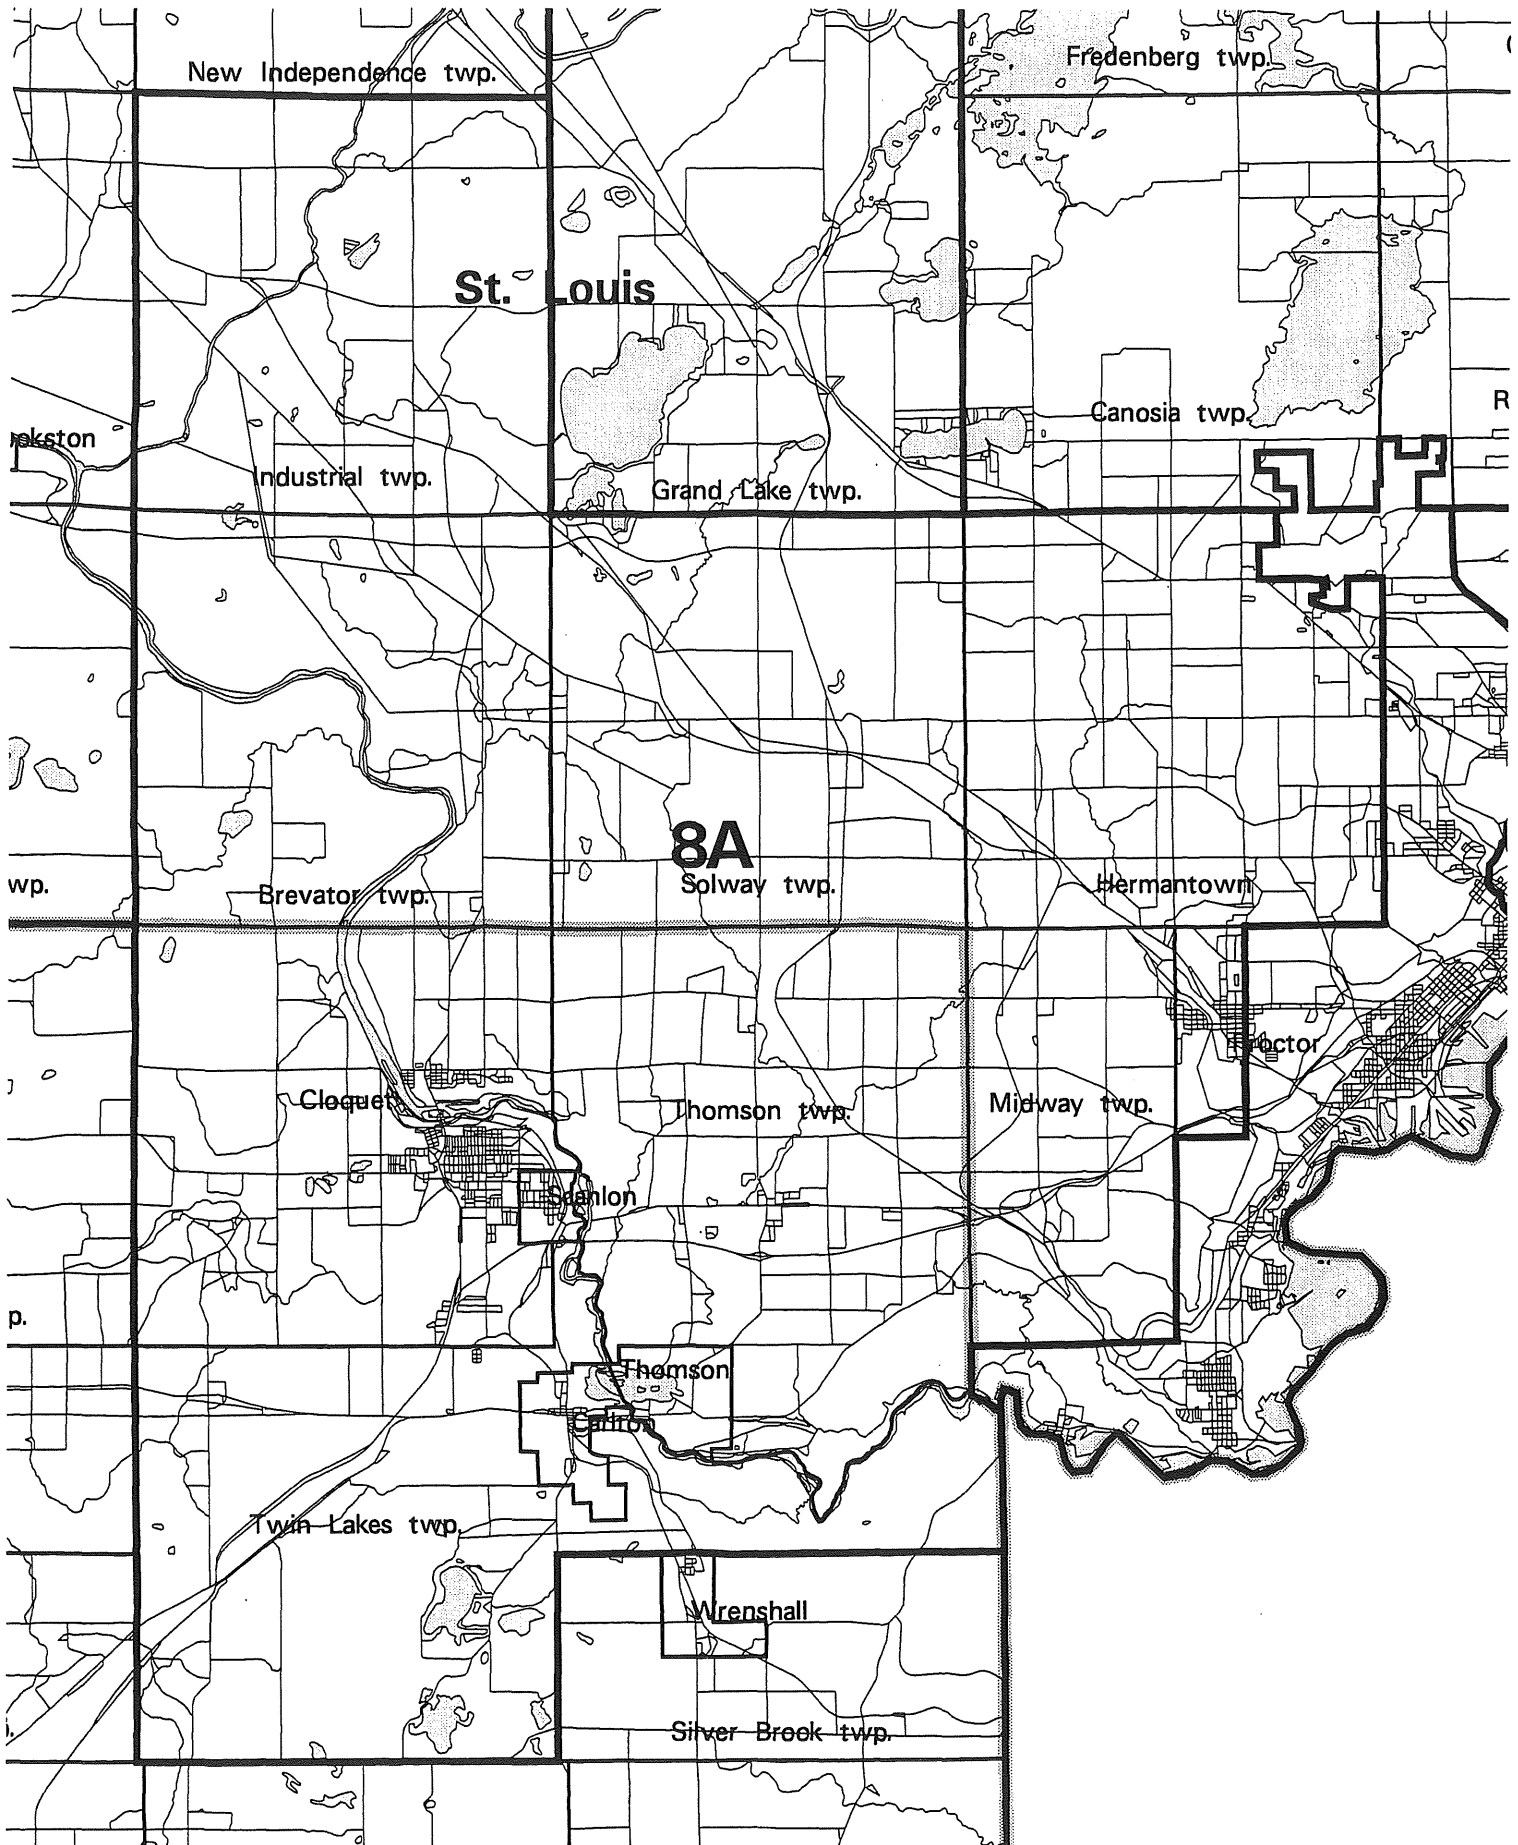 New Independence twp.
Fredenberg twp.
St. Louis
Canosia twp.
R
Industrial twp.
Grand Lake twp.
8A
Solway twp.
Hermantown
wp.
Brevator twp.
Proctor
Cloquet
Thomson twp.
Midway twp.
Scanlon
p.
Thomson
Carlton
Twin Lakes twp.
Wrenshall
Silver Brook twp.